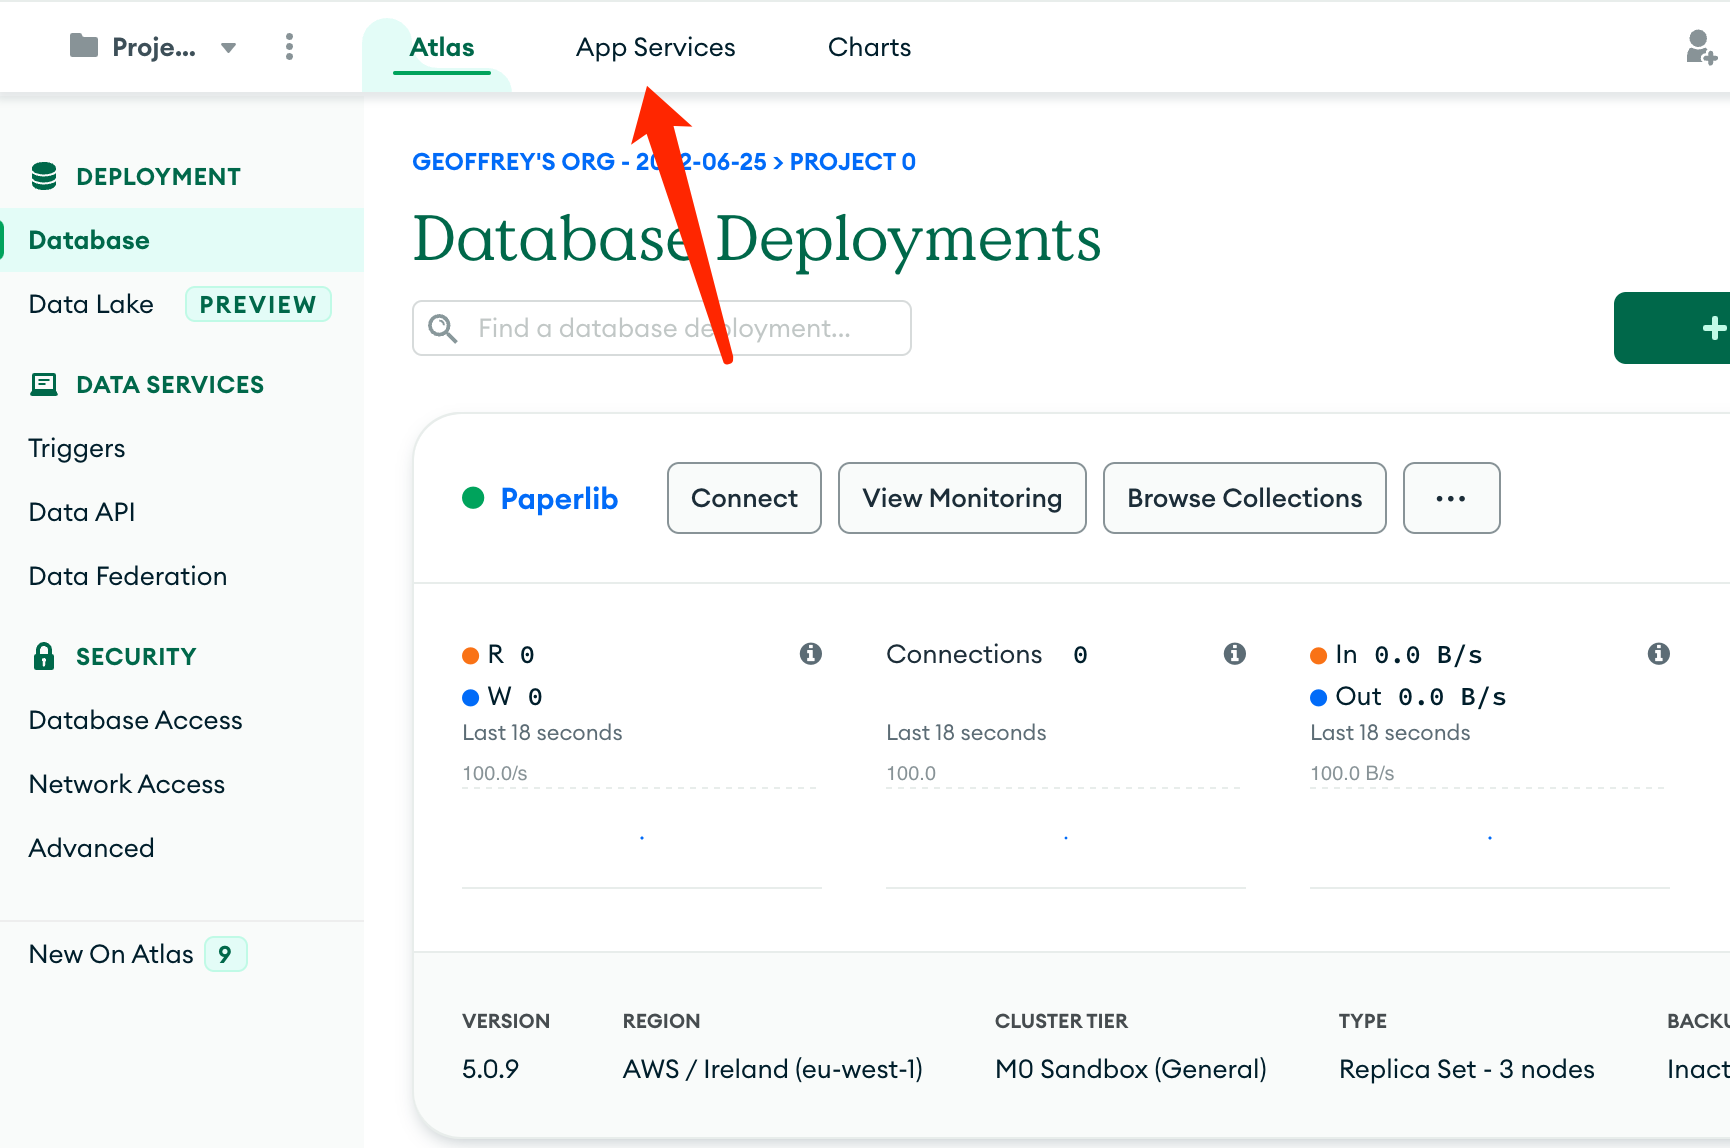 Proje...
Atlas
App Services
Charts
DEPLOYMENT
Database
Data Lake PREVIEW
DATA SERVICES
Triggers
Data API
Data Federation
SECURITY
Database Access
Network Access
Advanced
New On Atlas 9
GEOFFREY'S ORG - 2022-06-25 > PROJECT 0
Database Deployments
Find a database deployment...
+
Paperlib
Connect
View Monitoring
Browse Collections
...
R 0
W 0
Last 18 seconds
100.0/s
Connections 0
Last 18 seconds
100.0
In 0.0 B/s
Out 0.0 B/s
Last 18 seconds
100.0 B/s
VERSION
5.0.9
REGION
AWS / Ireland (eu-west-1)
CLUSTER TIER
M0 Sandbox (General)
TYPE
Replica Set - 3 nodes
BACKU
Inact